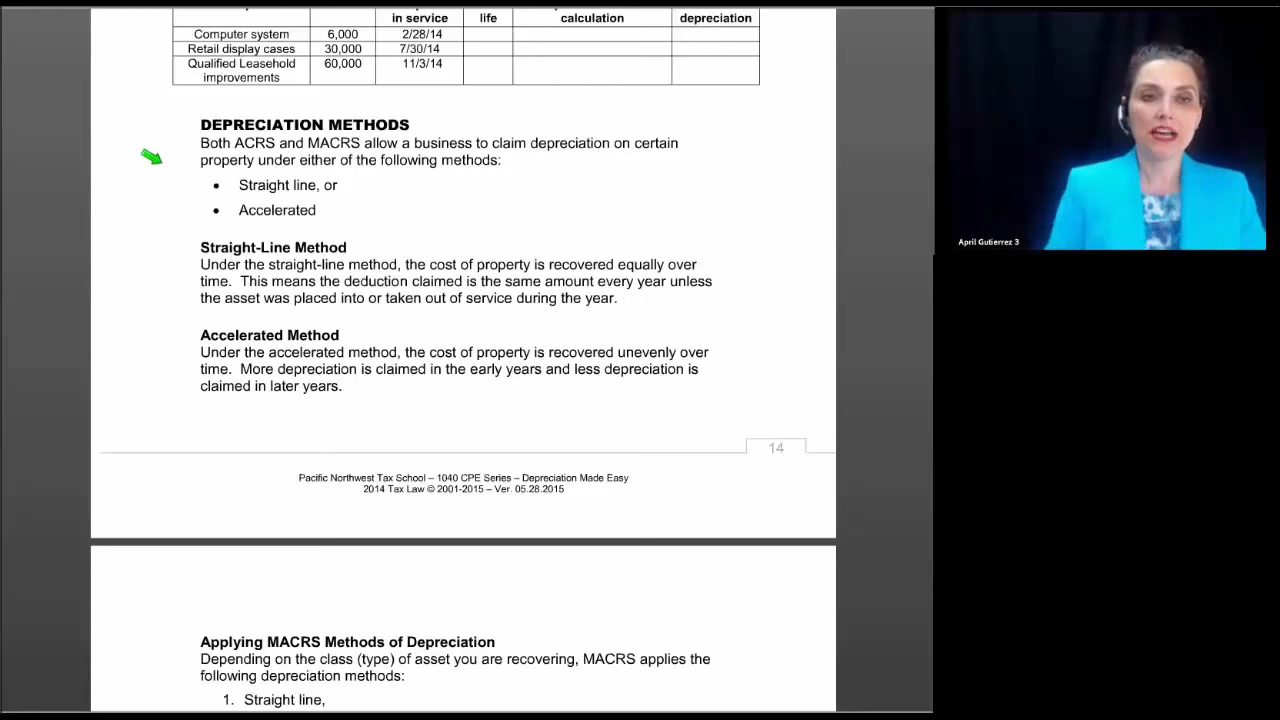 in service life calculation depreciation
Computer system 6,000 2/28/14
Retail display cases 30,000 7/30/14
Qualified Leasehold 60,000 11/3/14
improvements
DEPRECIATION METHODS
Both ACRS and MACRS allow a business to claim depreciation on certain
property under either of the following methods:
• Straight line, or
• Accelerated
Straight-Line Method
Under the straight-line method, the cost of property is recovered equally over
time. This means the deduction claimed is the same amount every year unless
the asset was placed into or taken out of service during the year.
Accelerated Method
Under the accelerated method, the cost of property is recovered unevenly over
time. More depreciation is claimed in the early years and less depreciation is
claimed in later years.
14
Pacific Northwest Tax School – 1040 CPE Series – Depreciation Made Easy
2014 Tax Law © 2001-2015 – Ver. 05.28.2015
Applying MACRS Methods of Depreciation
Depending on the class (type) of asset you are recovering, MACRS applies the
following depreciation methods:
1. Straight line,
April Gutierrez 3